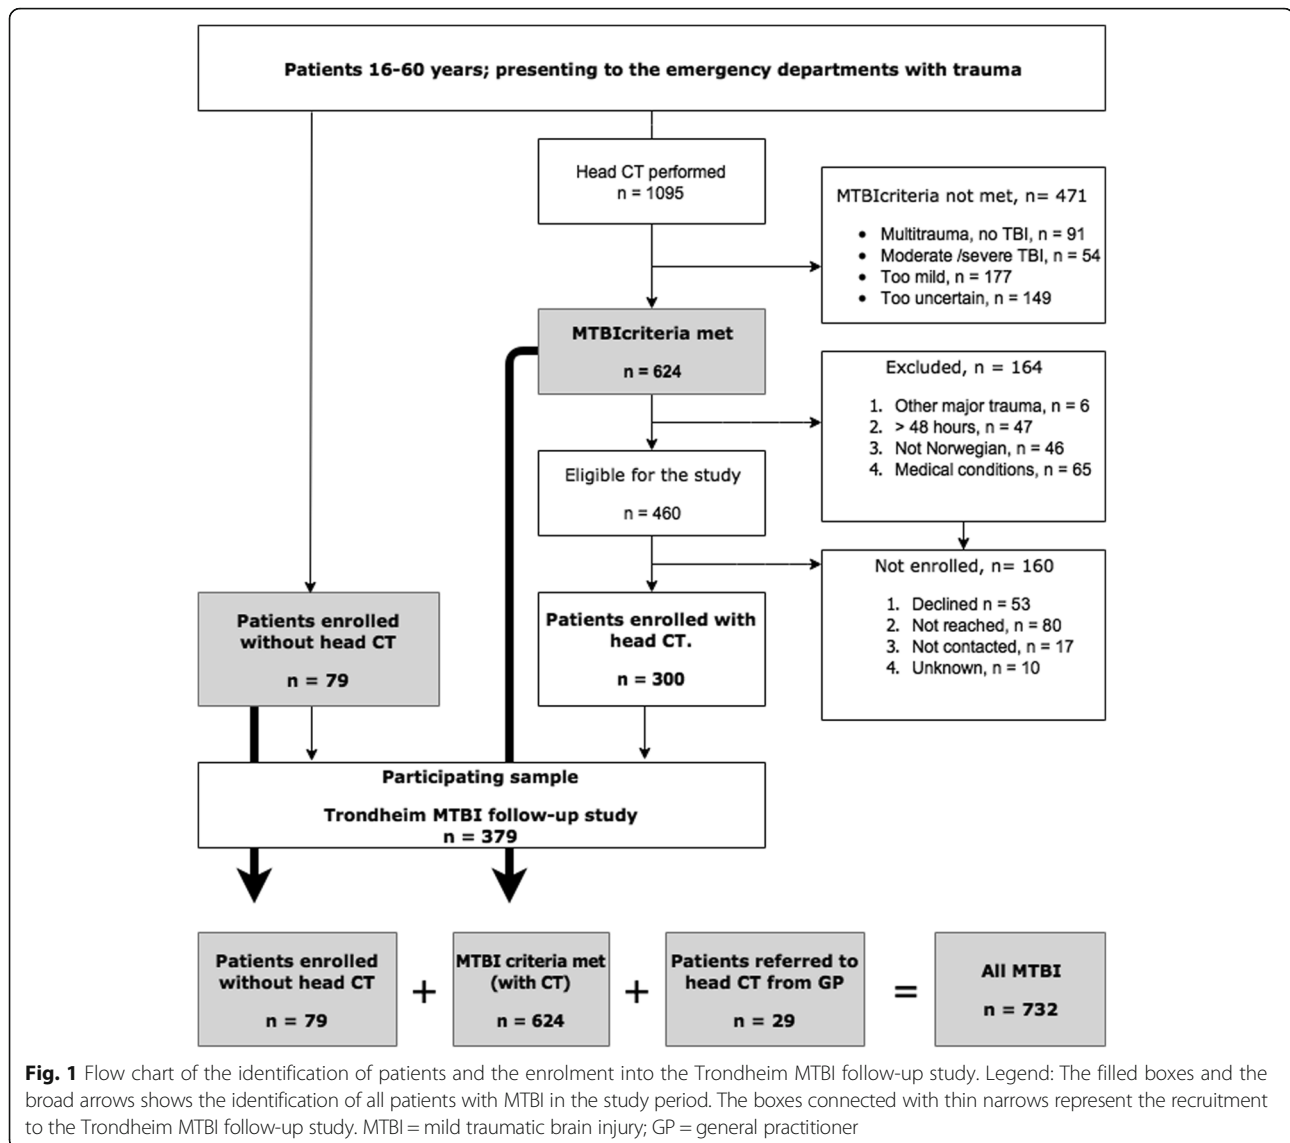 Patients 16-60 years; presenting to the emergency departments with trauma
Head CT performed
n = 1095
MTBIcriteria not met, n= 471
• Multitrauma, no TBI, n = 91
• Moderate /severe TBI, n = 54
• Too mild, n = 177
• Too uncertain, n = 149
MTBIcriteria met
n = 624
Excluded, n = 164
1. Other major trauma, n = 6
2. > 48 hours, n = 47
3. Not Norwegian, n = 46
4. Medical conditions, n = 65
Eligible for the study
n = 460
Not enrolled, n= 160
1. Declined n = 53
2. Not reached, n = 80
3. Not contacted, n = 17
4. Unknown, n = 10
Patients enrolled
without head CT
n = 79
Patients enrolled with
head CT.
n = 300
Participating sample
Trondheim MTBI follow-up study
n = 379
Patients enrolled
without head CT
n = 79
+
MTBI criteria met
(with CT)
n = 624
+
Patients referred to
head CT from GP
n = 29
=
All MTBI
n = 732
Fig. 1 Flow chart of the identification of patients and the enrolment into the Trondheim MTBI follow-up study. Legend: The filled boxes and the
broad arrows shows the identification of all patients with MTBI in the study period. The boxes connected with thin narrows represent the recruitment
to the Trondheim MTBI follow-up study. MTBI = mild traumatic brain injury; GP = general practitioner